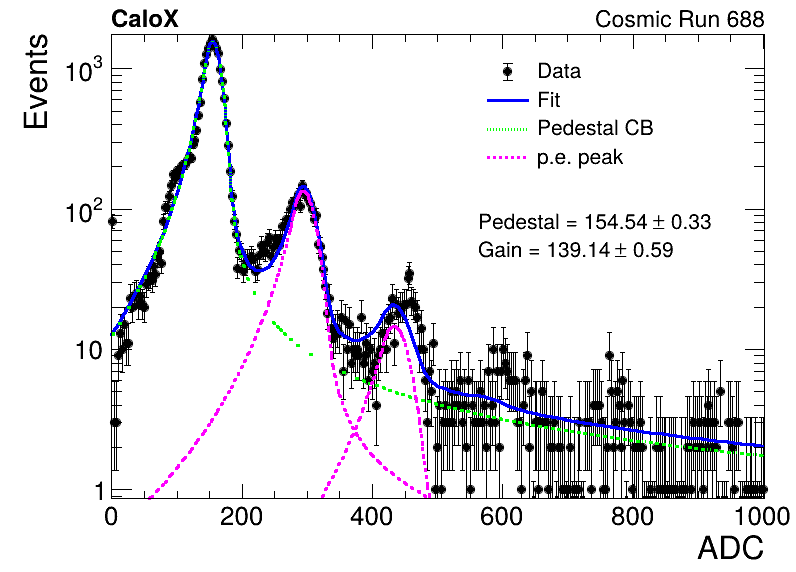 CaloX Cosmic Run 688
Events
Data
Fit
Pedestal CB
p.e. peak
Pedestal = 154.54 ± 0.33
Gain = 139.14 ± 0.59
10³
10²
10
1
0 200 400 600 800 1000
ADC